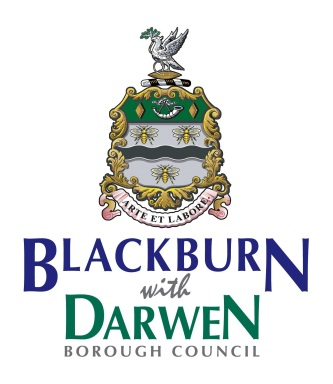 ARTE ET LABORE
BLACKBURN
with
DARWEN
BOROUGH COUNCIL